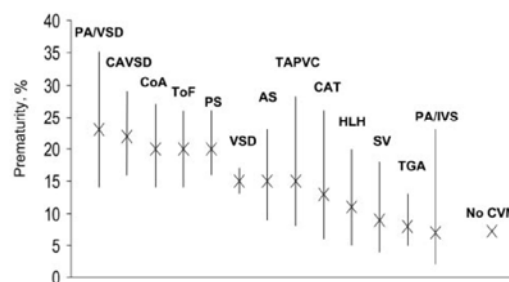 Prematurity, %
40
35
30
25
20
15
10
5
0
PA/VSD
CAVSD
CoA
ToF
PS
VSD
AS
TAPVC
CAT
HLH
SV
TGA
PA/IVS
No CVM